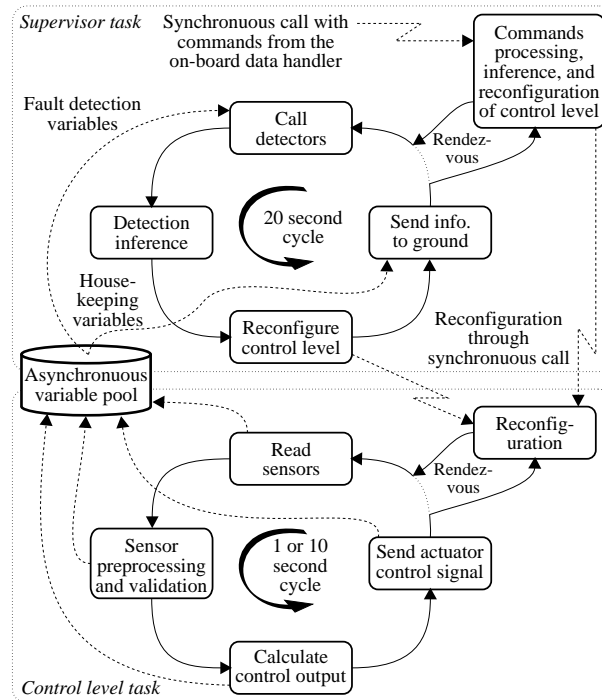 Supervisor task
Synchronuous call with
commands from the
on-board data handler
Commands
processing,
inference, and
reconfiguration
of control level
Fault detection
variables
Call
detectors
Rendez-
vous
Detection
inference
20 second
cycle
Send info.
to ground
House-
keeping
variables
Reconfigure
control level
Reconfiguration
through
synchronuous call
Asynchronuous
variable pool
Read
sensors
Reconfig-
uration
Rendez-
vous
Sensor
preprocessing
and validation
1 or 10
second
cycle
Send actuator
control signal
Calculate
control output
Control level task